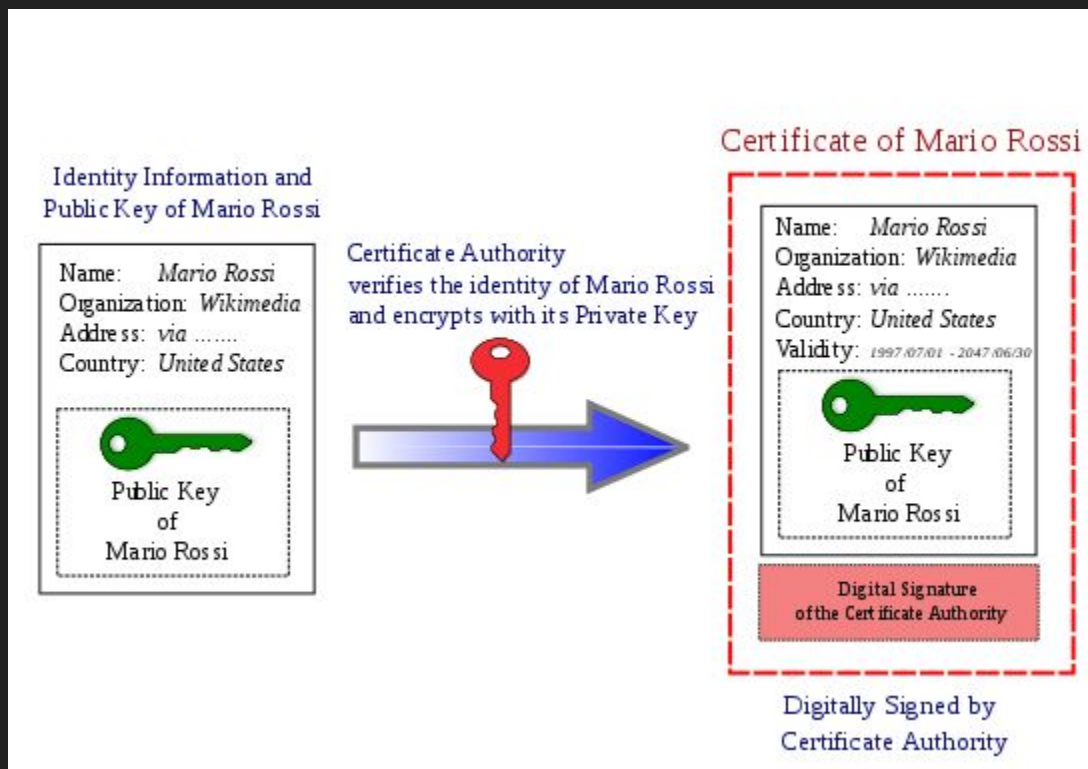 Identity Information and
Public Key of Mario Rossi
Name: Mario Rossi
Organization: Wikimedia
Address: via .......
Country: United States
Public Key
of
Mario Rossi
Certificate Authority
verifies the identity of Mario Rossi
and encrypts with its Private Key
Certificate of Mario Rossi
Name: Mario Rossi
Organization: Wikimedia
Address: via .......
Country: United States
Validity: 1997/07/01 - 2047/06/30
Public Key
of
Mario Rossi
Digital Signature
of the Certificate Authority
Digitally Signed by
Certificate Authority